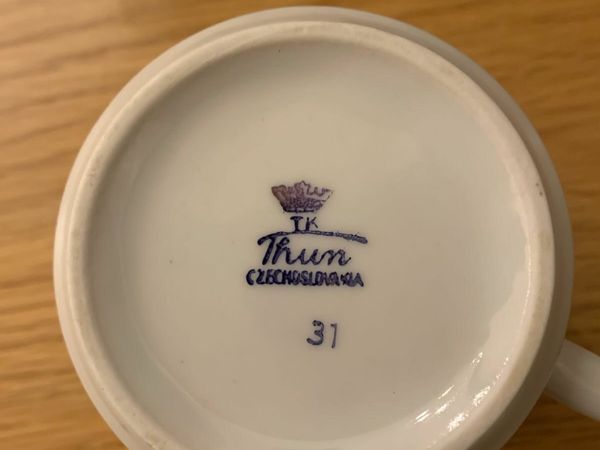 TK
Thun
CZECHOSLOVAKIA
31